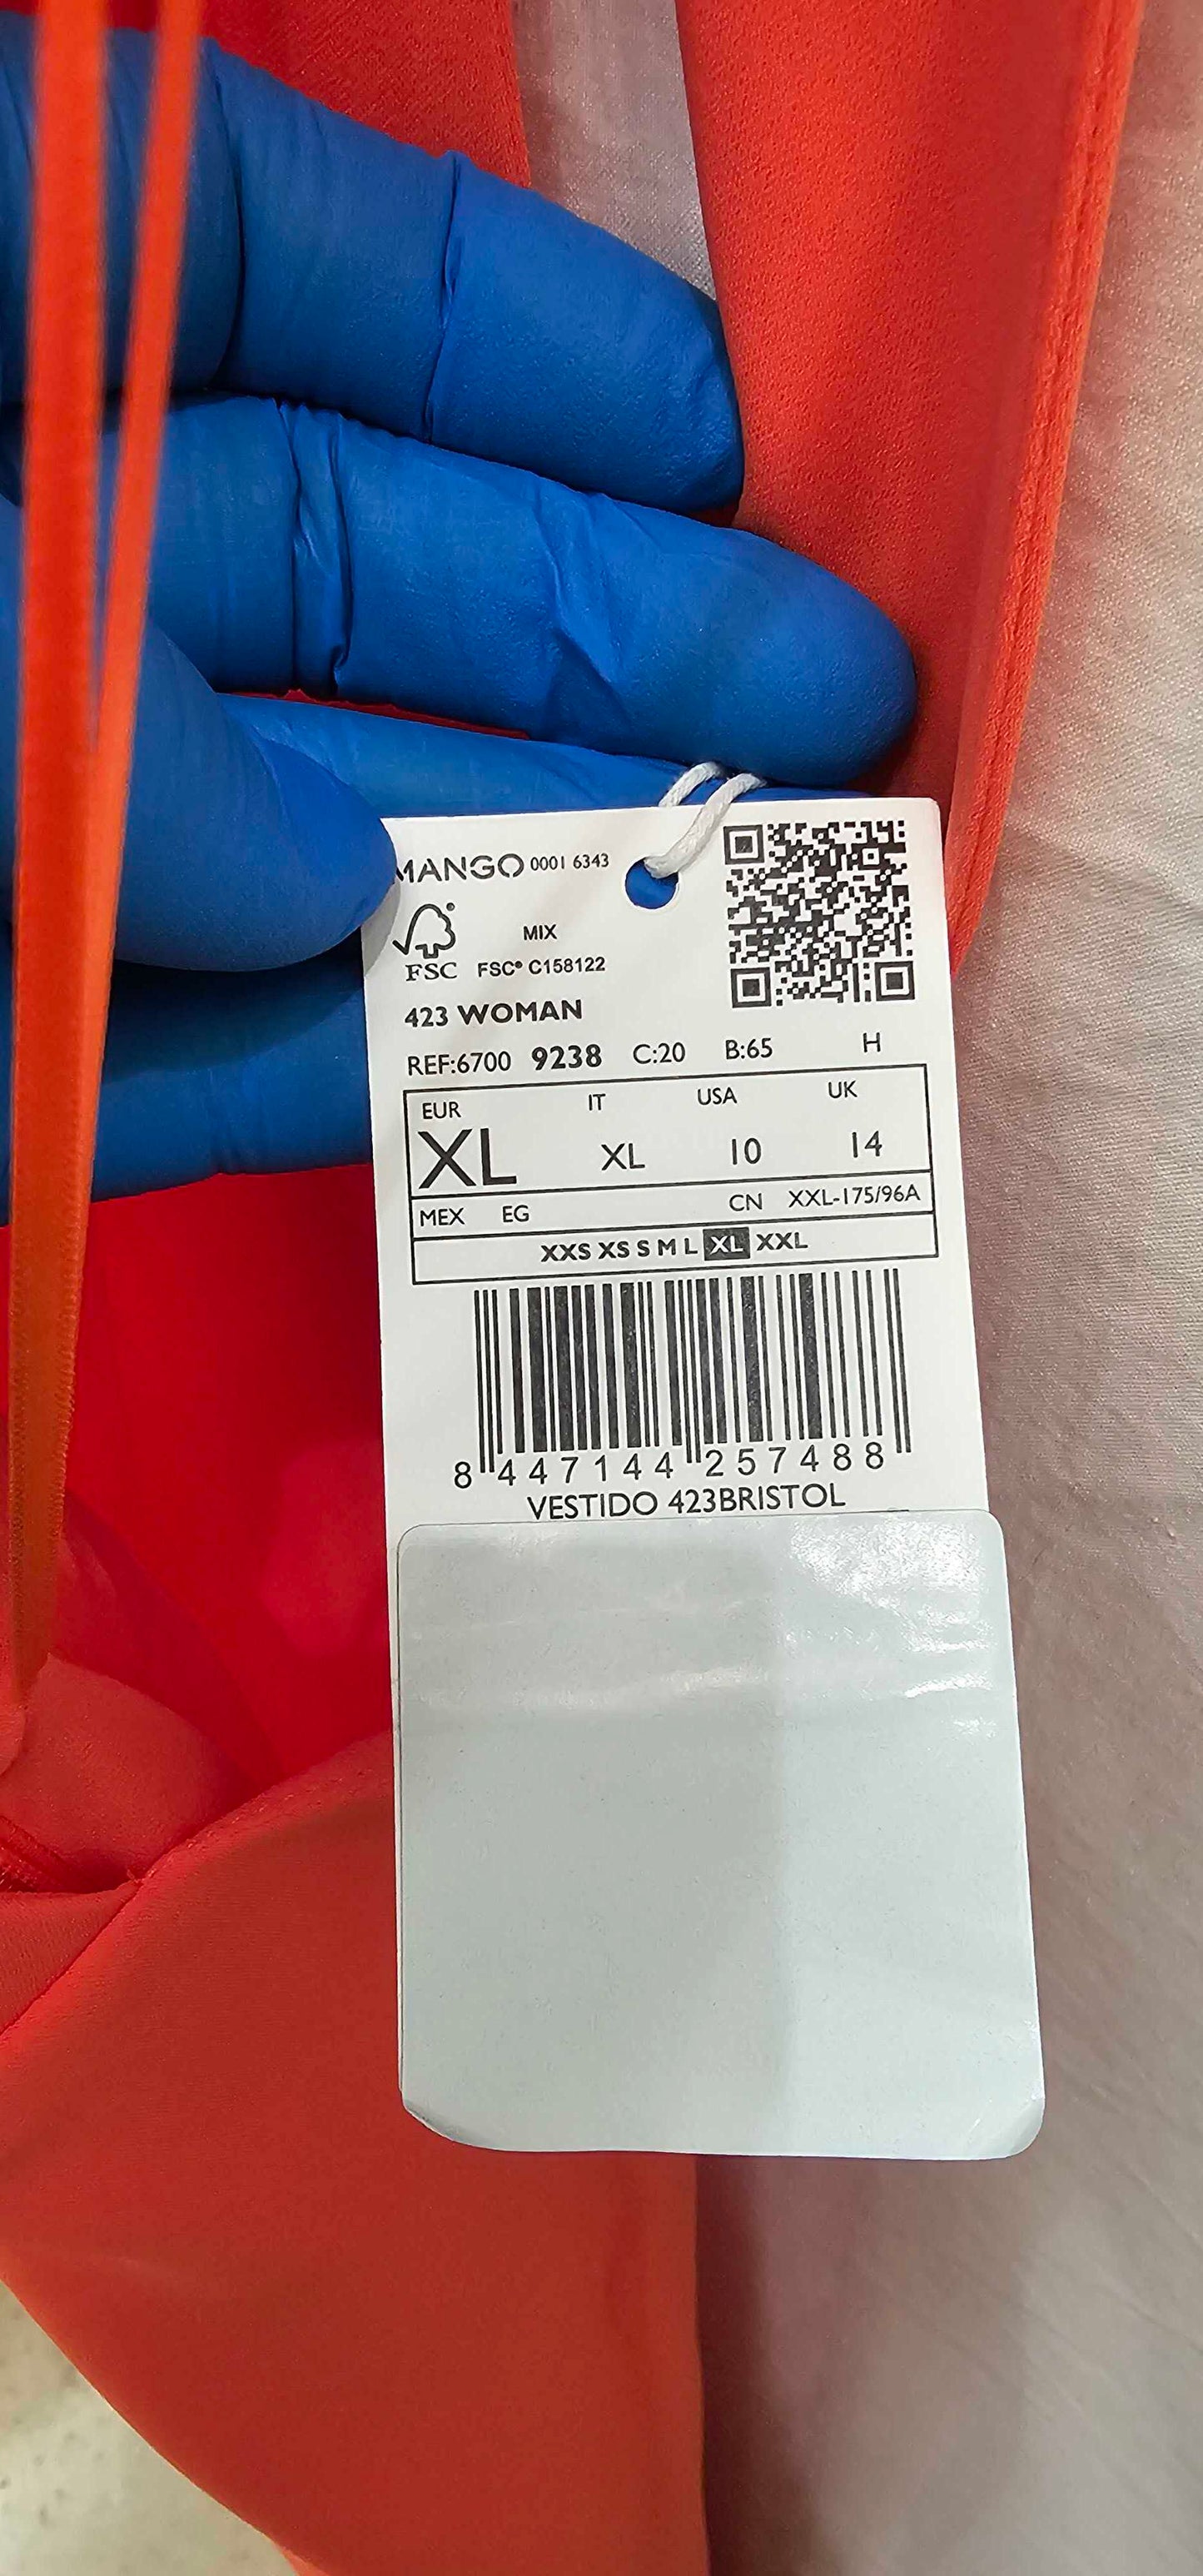 MANGO 0001 6343
MIX
FSC FSC® C158122
423 WOMAN
REF:6700 9238 C:20 B:65 H
EUR IT USA UK
XL XL 10 14
MEX EG CN XXL-175/96A
XXS XS S M L XL XXL
8 447144 257488
VESTIDO 423BRISTOL